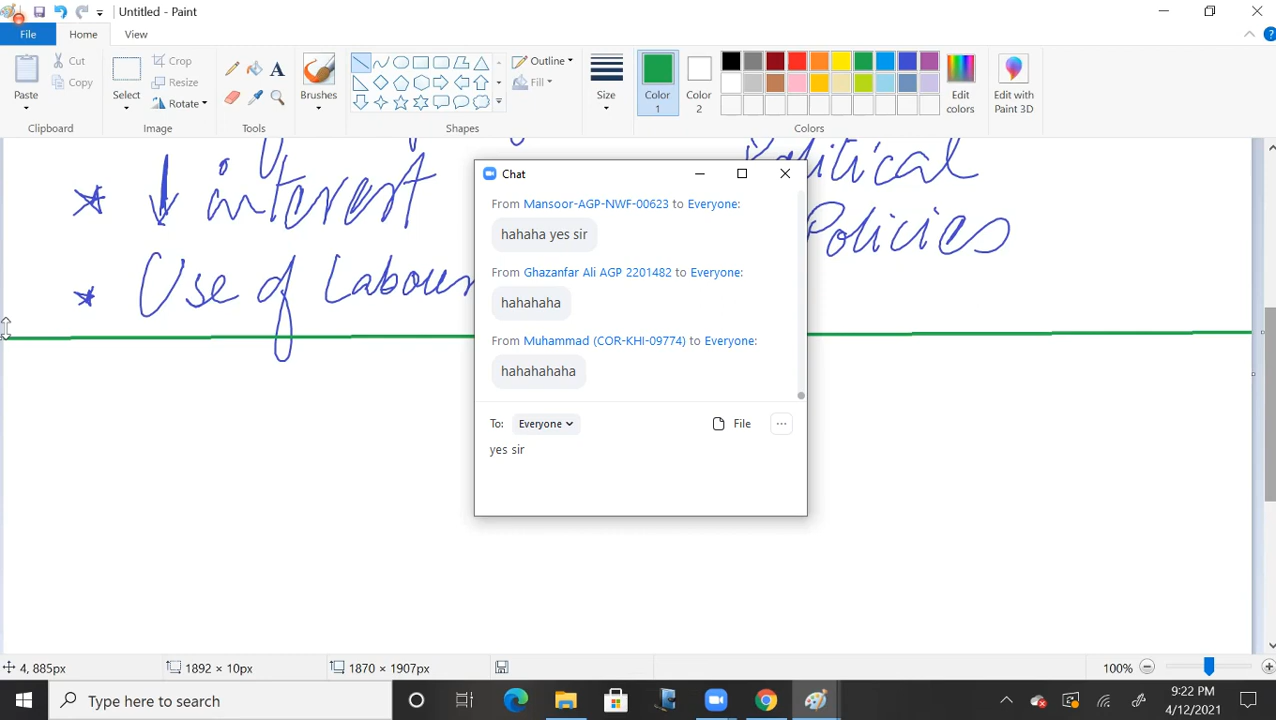 Untitled - Paint
File
Home
View
Paste
Cut
Copy
Clipboard
Select
Crop
Resize
Rotate
Image
A
Tools
Brushes
Outline
Fill
Shapes
Size
Color
1
Color
2
Edit
colors
Colors
Edit with
Paint 3D
↓ interest
Political
Policies
Use of Labour
Chat
From Mansoor-AGP-NWF-00623 to Everyone:
hahaha yes sir
From Ghazanfar Ali AGP 2201482 to Everyone:
hahahaha
From Muhammad (COR-KHI-09774) to Everyone:
hahahahaha
To: Everyone
File
...
yes sir
4, 885px
1892 × 10px
1870 × 1907px
100%
Type here to search
9:22 PM
4/12/2021